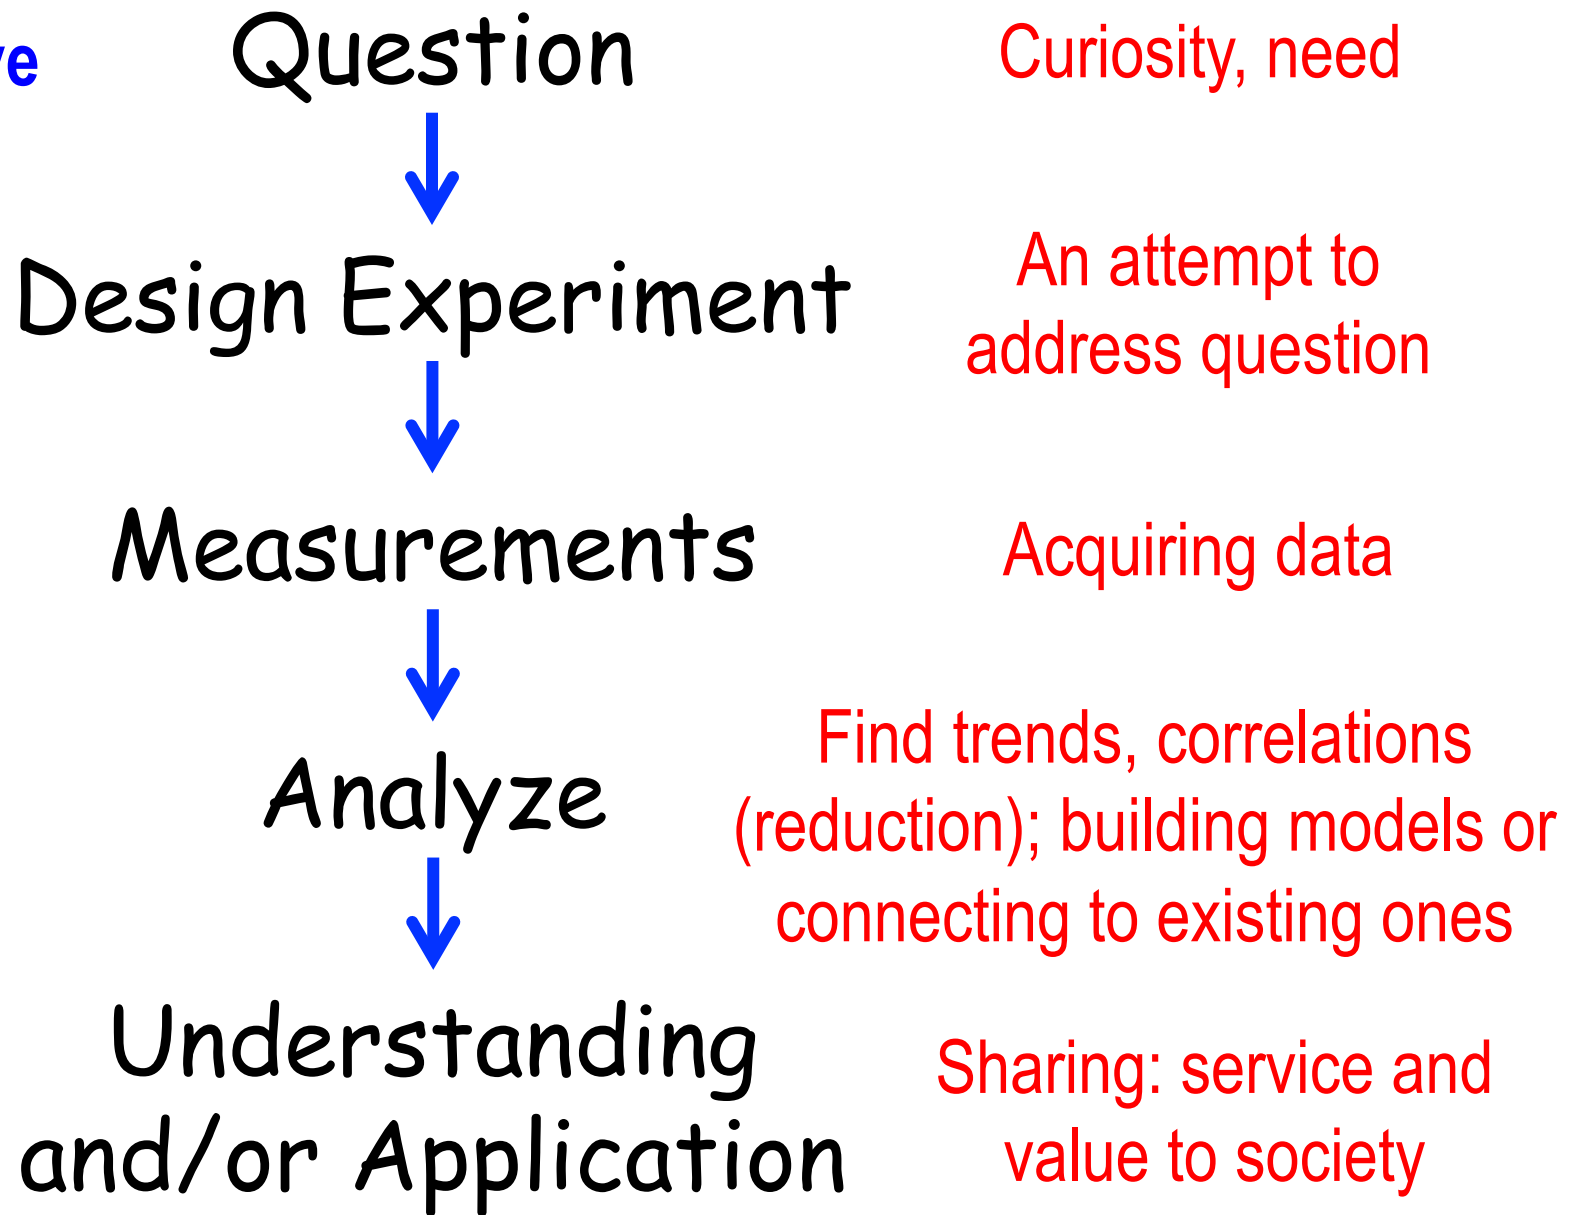 Question
Curiosity, need
Design Experiment
An attempt to
address question
Measurements
Acquiring data
Analyze
Find trends, correlations
(reduction); building models or
connecting to existing ones
Understanding
and/or Application
Sharing: service and
value to society